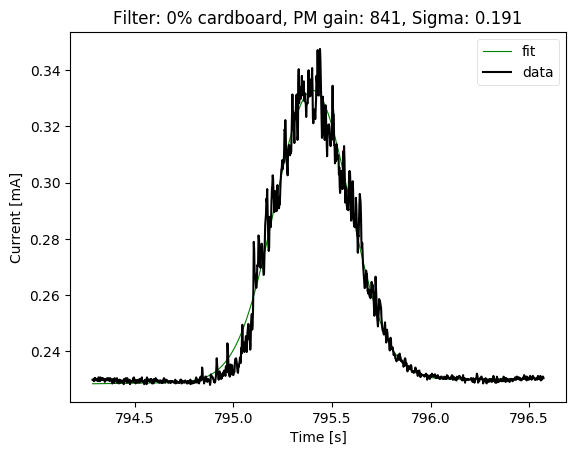 Filter: 0% cardboard, PM gain: 841, Sigma: 0.191
fit
data
0.34
0.32
0.30
0.28
0.26
0.24
Current [mA]
794.5 795.0 795.5 796.0 796.5
Time [s]